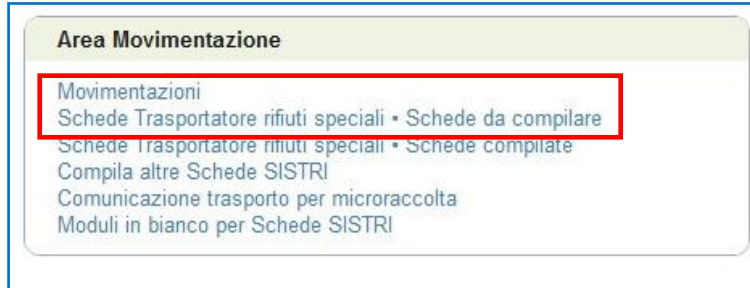 Area Movimentazione
Movimentazioni
Schede Trasportatore rifiuti speciali • Schede da compilare
Schede Trasportatore rifiuti speciali • Schede compilate
Compila altre Schede SISTRI
Comunicazione trasporto per microraccolta
Moduli in bianco per Schede SISTRI